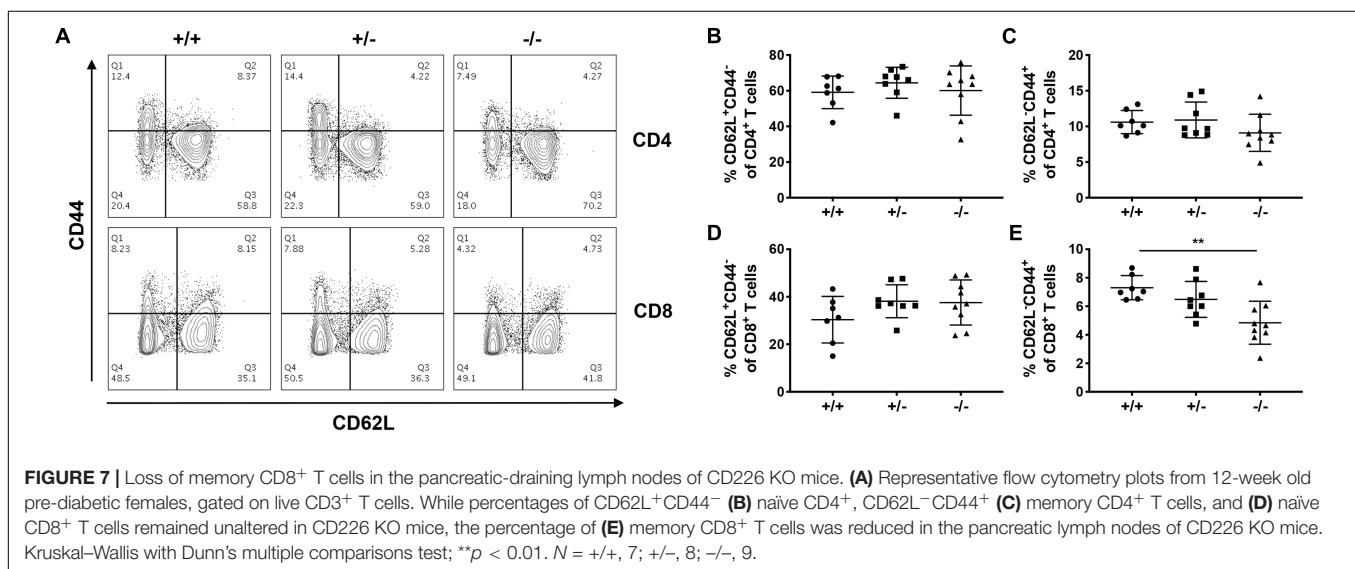 A
+/+
+/-
-/-
Q1
12.4
Q2
8.37
Q4
20.4
Q3
58.8
Q1
14.4
Q2
4.22
Q4
22.3
Q3
59.0
Q1
7.49
Q2
4.27
Q4
18.0
Q3
70.2
CD4
Q1
8.23
Q2
8.15
Q4
48.5
Q3
35.1
Q1
7.88
Q2
5.28
Q4
50.5
Q3
36.3
Q1
4.32
Q2
4.73
Q4
49.1
Q3
41.8
CD8
CD44
CD62L
B
% CD62L⁺CD44⁻
of CD4⁺ T cells
80
60
40
20
0
+/+ +/- -/-
C
% CD62L⁻CD44⁺
of CD4⁺ T cells
20
15
10
5
0
+/+ +/- -/-
D
% CD62L⁺CD44⁻
of CD8⁺ T cells
60
40
20
0
+/+ +/- -/-
E
% CD62L⁻CD44⁺
of CD8⁺ T cells
10
8
6
4
2
0
**
+/+ +/- -/-
FIGURE 7 | Loss of memory CD8⁺ T cells in the pancreatic-draining lymph nodes of CD226 KO mice. (A) Representative flow cytometry plots from 12-week old
pre-diabetic females, gated on live CD3⁺ T cells. While percentages of CD62L⁺CD44⁻ (B) naïve CD4⁺, CD62L⁻CD44⁺ (C) memory CD4⁺ T cells, and (D) naïve
CD8⁺ T cells remained unaltered in CD226 KO mice, the percentage of (E) memory CD8⁺ T cells was reduced in the pancreatic lymph nodes of CD226 KO mice.
Kruskal–Wallis with Dunn's multiple comparisons test; **p < 0.01. N = +/+, 7; +/–, 8; –/–, 9.